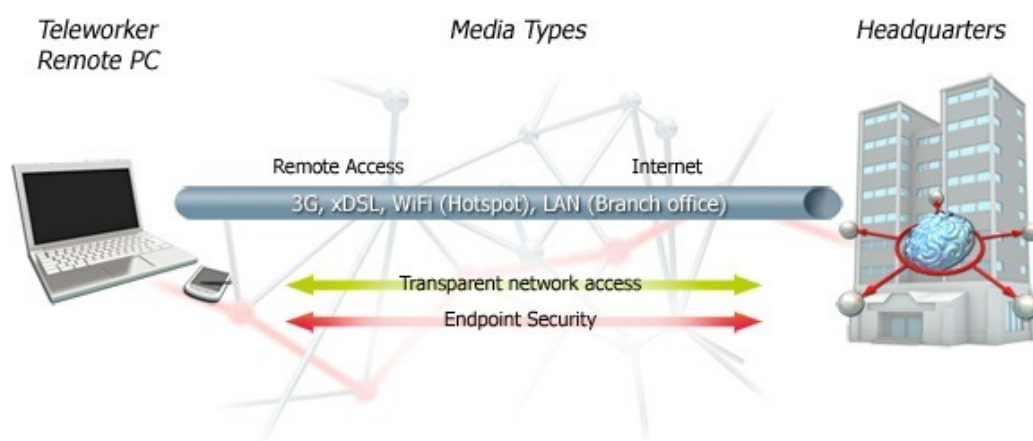 Teleworker
Remote PC
Media Types
Headquarters
Remote Access
Internet
3G, xDSL, WiFi (Hotspot), LAN (Branch office)
Transparent network access
Endpoint Security